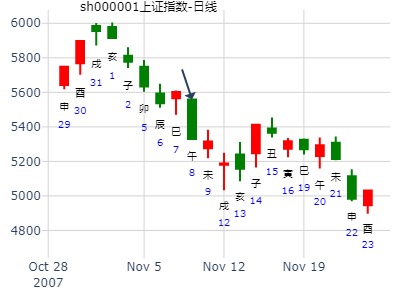 sh000001上证指数-日线
6000
5800
5600
5400
5200
5000
4800
申
29
酉
30
戌
31
亥
1
子
2
卯
5
辰
6
巳
7
午
8
未
9
戌
12
亥
13
子
14
丑
15
寅
16
巳
19
午
20
未
21
申
22
酉
23
Oct 28
2007
Nov 5
Nov 12
Nov 19